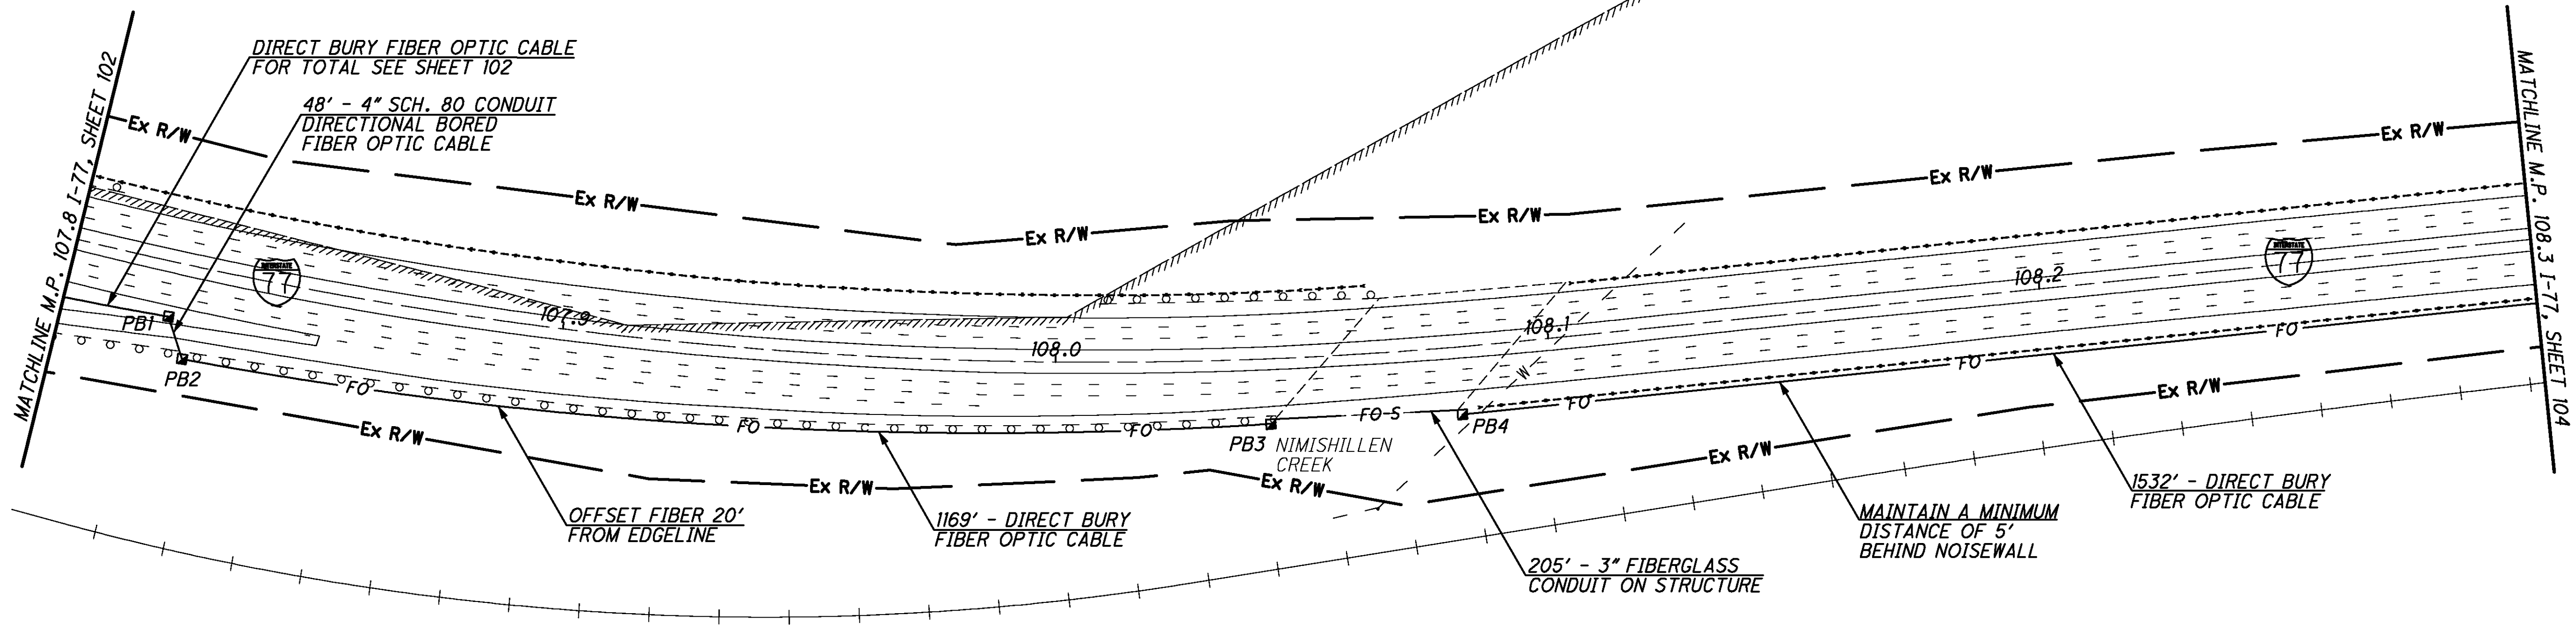 DIRECT BURY FIBER OPTIC CABLE
FOR TOTAL SEE SHEET 102
48' - 4" SCH. 80 CONDUIT
DIRECTIONAL BORED
FIBER OPTIC CABLE
MATCHLINE M.P. 107.8 I-77, SHEET 102
MATCHLINE M.P. 108.3 I-77, SHEET 104
Ex R/W
Ex R/W
Ex R/W
Ex R/W
Ex R/W
Ex R/W
INTERSTATE
77
INTERSTATE
77
107.9
108.0
108.1
108.2
W
PB1
PB2
PB3
PB4
FO
FO
FO
FO-S
FO
FO
FO
NIMISHILLEN
CREEK
Ex R/W
Ex R/W
Ex R/W
Ex R/W
Ex R/W
OFFSET FIBER 20'
FROM EDGELINE
1169' - DIRECT BURY
FIBER OPTIC CABLE
205' - 3" FIBERGLASS
CONDUIT ON STRUCTURE
MAINTAIN A MINIMUM
DISTANCE OF 5'
BEHIND NOISEWALL
1532' - DIRECT BURY
FIBER OPTIC CABLE